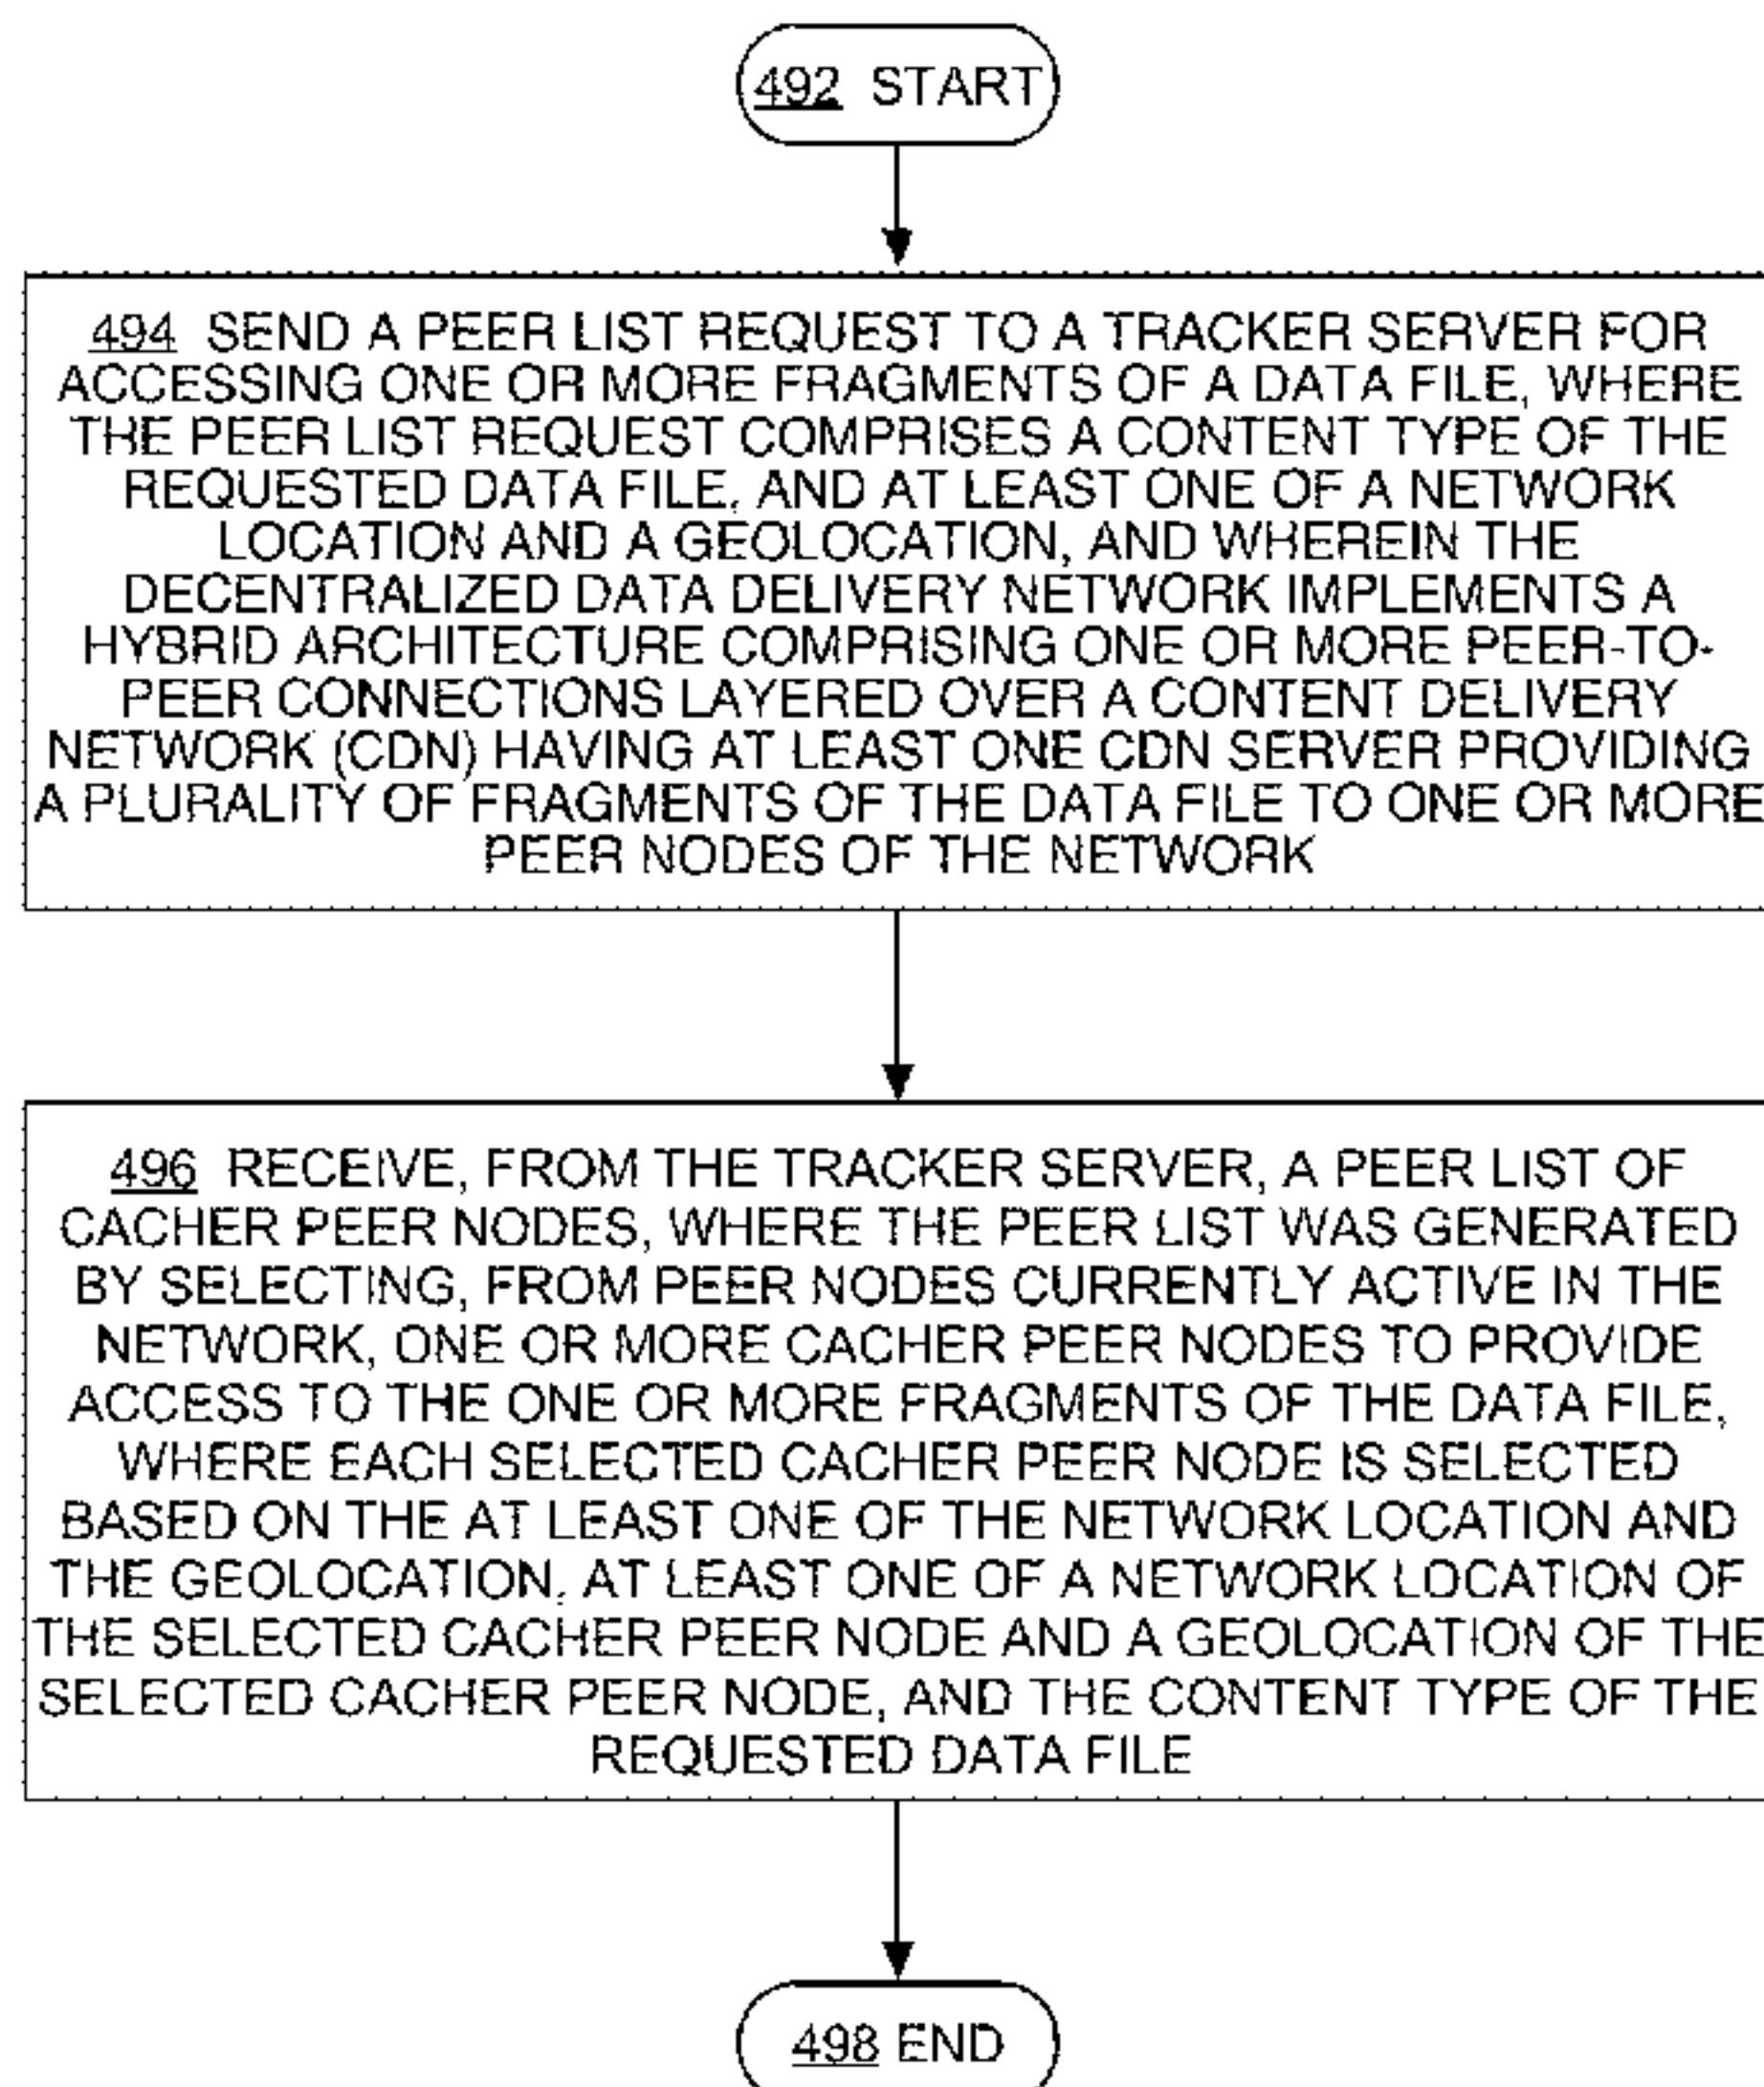 492 START
494 SEND A PEER LIST REQUEST TO A TRACKER SERVER FOR
ACCESSING ONE OR MORE FRAGMENTS OF A DATA FILE, WHERE
THE PEER LIST REQUEST COMPRISES A CONTENT TYPE OF THE
REQUESTED DATA FILE, AND AT LEAST ONE OF A NETWORK
LOCATION AND A GEOLOCATION, AND WHEREIN THE
DECENTRALIZED DATA DELIVERY NETWORK IMPLEMENTS A
HYBRID ARCHITECTURE COMPRISING ONE OR MORE PEER-TO-
PEER CONNECTIONS LAYERED OVER A CONTENT DELIVERY
NETWORK (CDN) HAVING AT LEAST ONE CDN SERVER PROVIDING
A PLURALITY OF FRAGMENTS OF THE DATA FILE TO ONE OR MORE
PEER NODES OF THE NETWORK
496 RECEIVE, FROM THE TRACKER SERVER, A PEER LIST OF
CACHER PEER NODES, WHERE THE PEER LIST WAS GENERATED
BY SELECTING, FROM PEER NODES CURRENTLY ACTIVE IN THE
NETWORK, ONE OR MORE CACHER PEER NODES TO PROVIDE
ACCESS TO THE ONE OR MORE FRAGMENTS OF THE DATA FILE,
WHERE EACH SELECTED CACHER PEER NODE IS SELECTED
BASED ON THE AT LEAST ONE OF THE NETWORK LOCATION AND
THE GEOLOCATION, AT LEAST ONE OF A NETWORK LOCATION OF
THE SELECTED CACHER PEER NODE AND A GEOLOCATION OF THE
SELECTED CACHER PEER NODE, AND THE CONTENT TYPE OF THE
REQUESTED DATA FILE
498 END